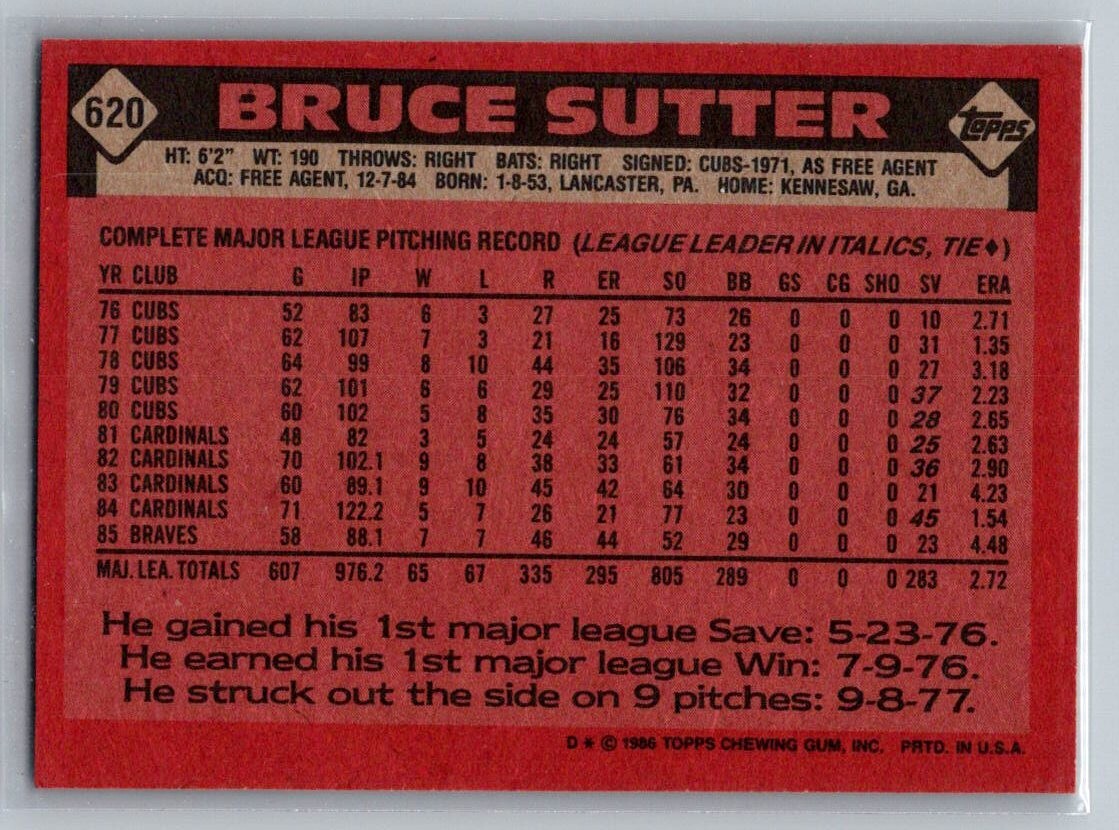 620 BRUCE SUTTER topps
HT: 6'2" WT: 190 THROWS: RIGHT BATS: RIGHT SIGNED: CUBS-1971, AS FREE AGENT
ACQ: FREE AGENT, 12-7-84 BORN: 1-8-53, LANCASTER, PA. HOME: KENNESAW, GA.
COMPLETE MAJOR LEAGUE PITCHING RECORD (LEAGUE LEADER IN ITALICS, TIE♦)
YR CLUB G IP W L R ER SO BB GS CG SHO SV ERA
76 CUBS 52 83 6 3 27 25 73 26 0 0 0 10 2.71
77 CUBS 62 107 7 3 21 16 129 23 0 0 0 31 1.35
78 CUBS 64 99 8 10 44 35 106 34 0 0 0 27 3.18
79 CUBS 62 101 6 6 29 25 110 32 0 0 0 37 2.23
80 CUBS 60 102 5 8 35 30 76 34 0 0 0 28 2.65
81 CARDINALS 48 82 3 5 24 24 57 24 0 0 0 25 2.63
82 CARDINALS 70 102.1 9 8 38 33 61 34 0 0 0 36 2.90
83 CARDINALS 60 89.1 9 10 45 42 64 30 0 0 0 21 4.23
84 CARDINALS 71 122.2 5 7 26 21 77 23 0 0 0 45 1.54
85 BRAVES 58 88.1 7 7 46 44 52 29 0 0 0 23 4.48
MAJ. LEA. TOTALS 607 976.2 65 67 335 295 805 289 0 0 0 283 2.72
He gained his 1st major league Save: 5-23-76.
He earned his 1st major league Win: 7-9-76.
He struck out the side on 9 pitches: 9-8-77.
D * © 1986 TOPPS CHEWING GUM, INC. PRTD. IN U.S.A.